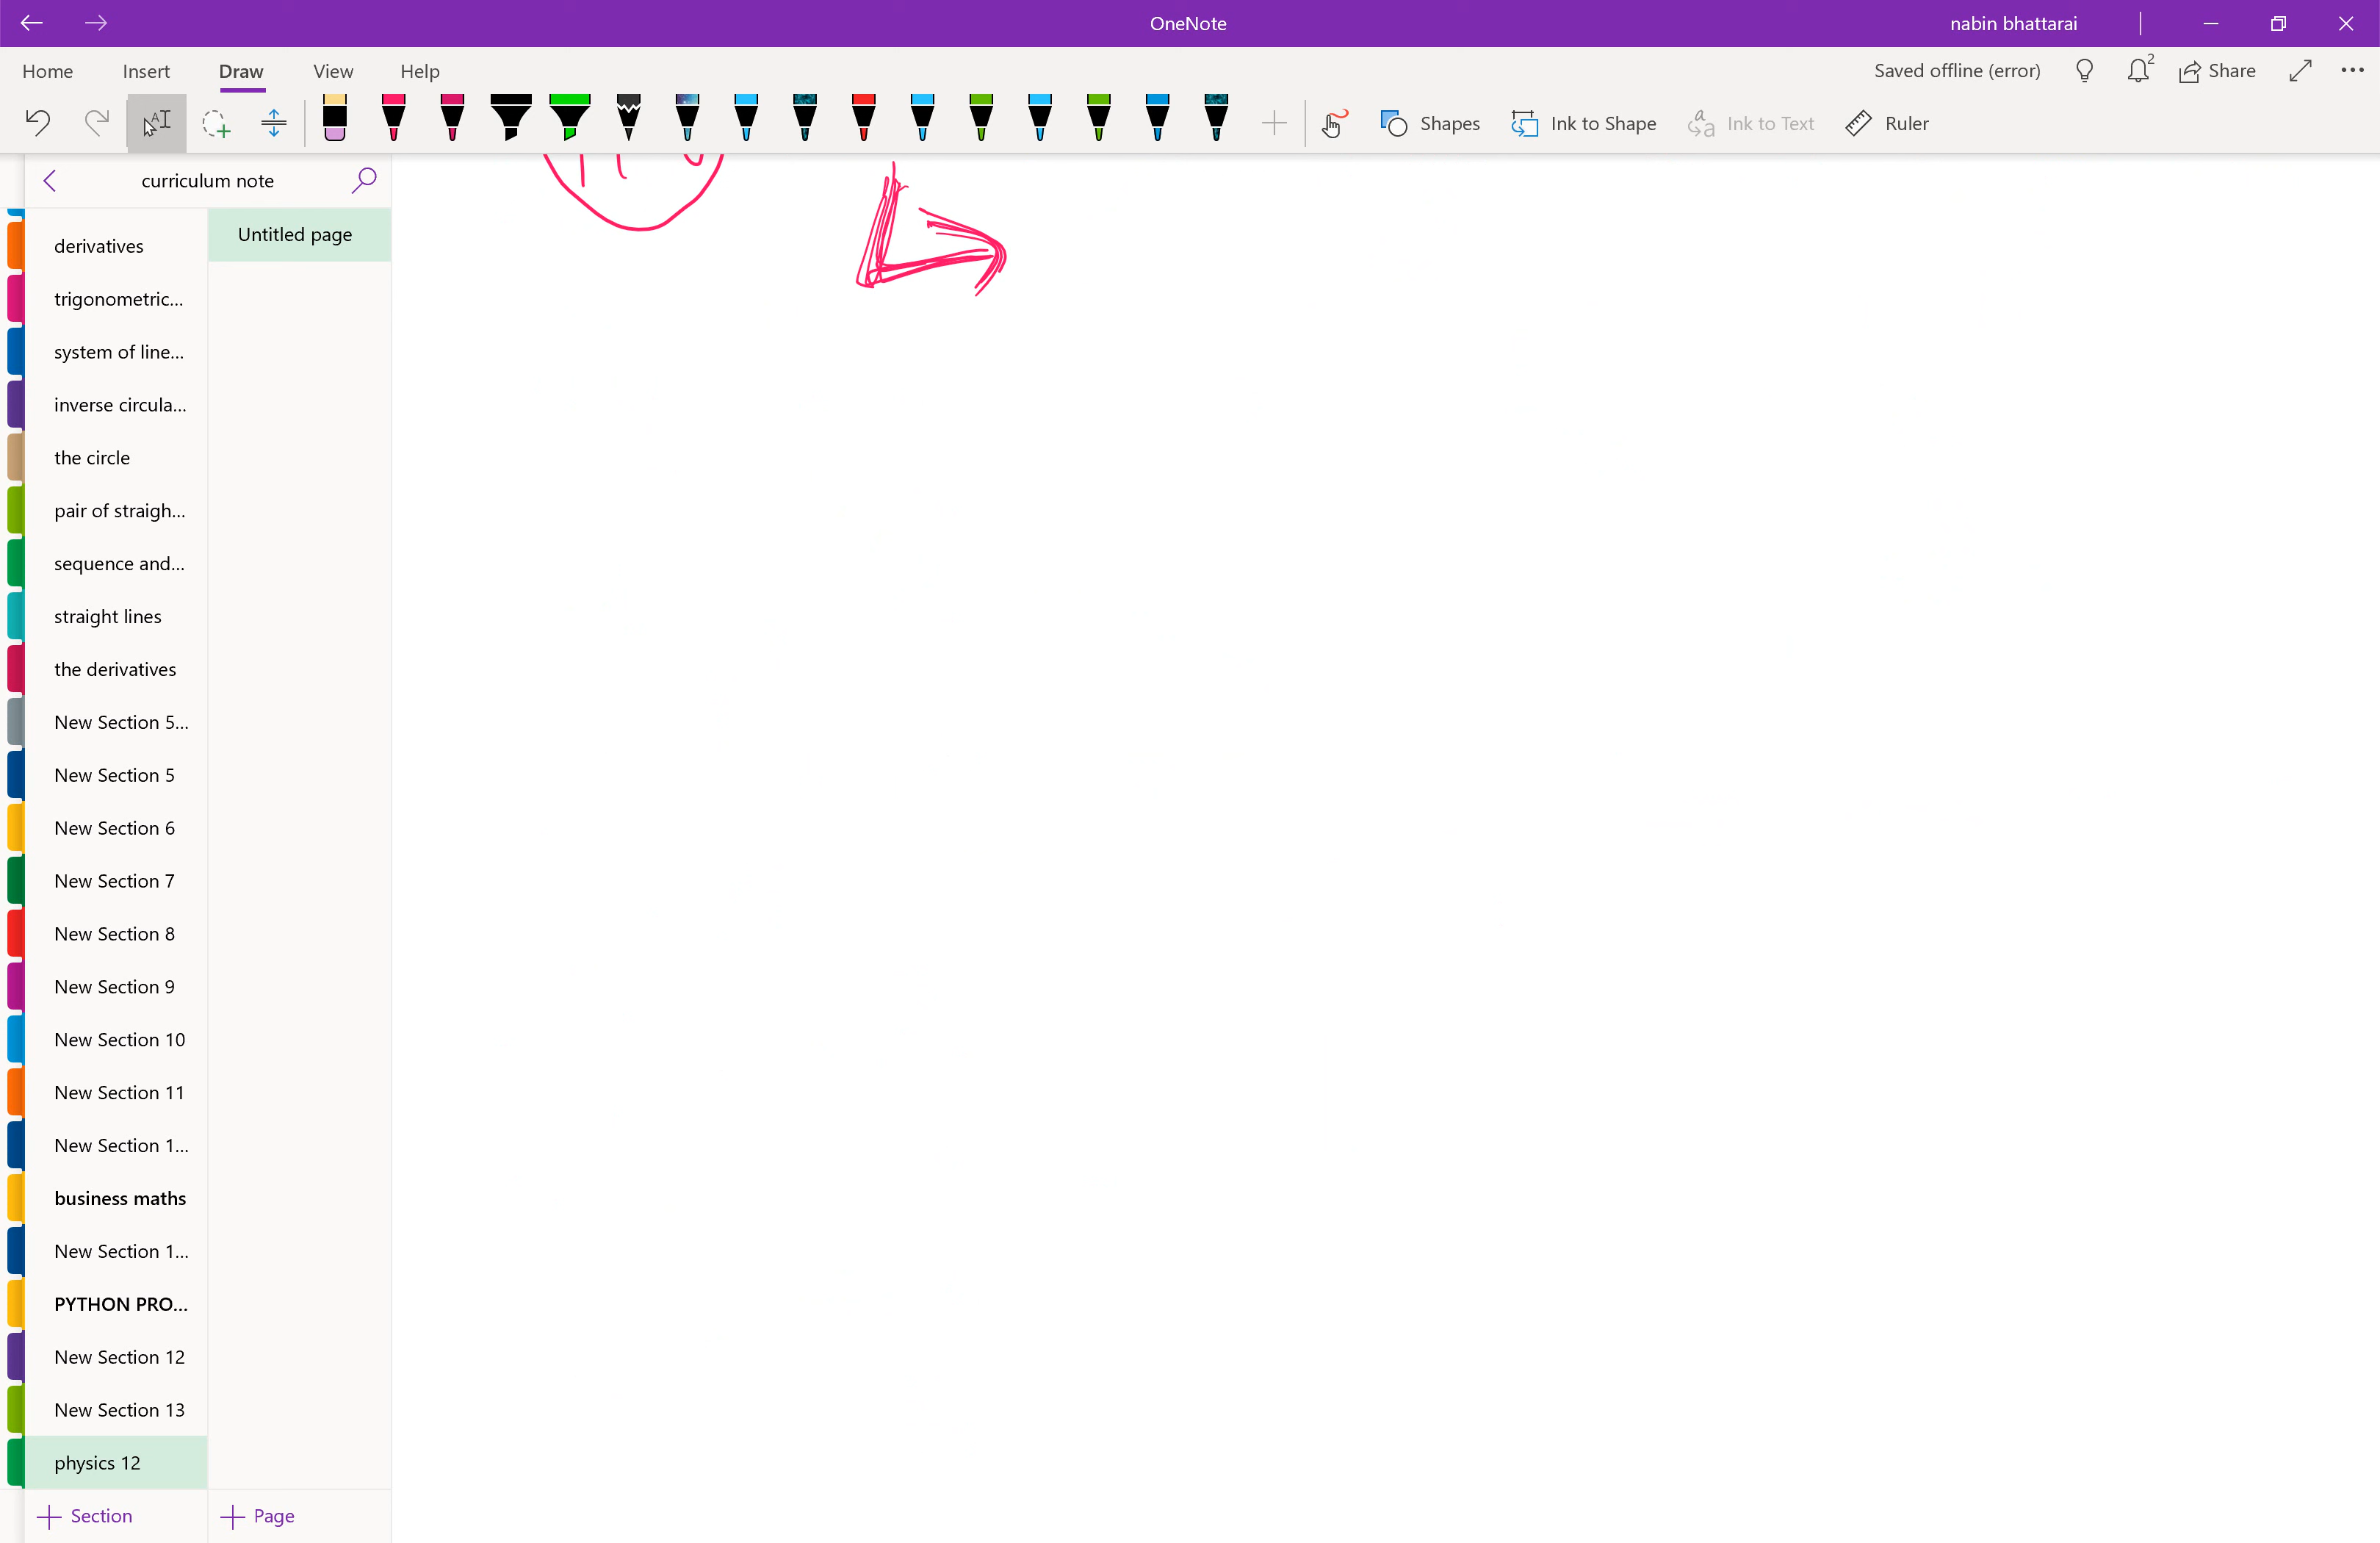 OneNote
nabin bhattarai
Home Insert Draw View Help
Saved offline (error) 2 Share
Shapes Ink to Shape Ink to Text Ruler
curriculum note
Untitled page
derivatives
trigonometric...
system of line...
inverse circula...
the circle
pair of straigh...
sequence and...
straight lines
the derivatives
New Section 5...
New Section 5
New Section 6
New Section 7
New Section 8
New Section 9
New Section 10
New Section 11
New Section 1...
business maths
New Section 1...
PYTHON PRO...
New Section 12
New Section 13
physics 12
Section Page